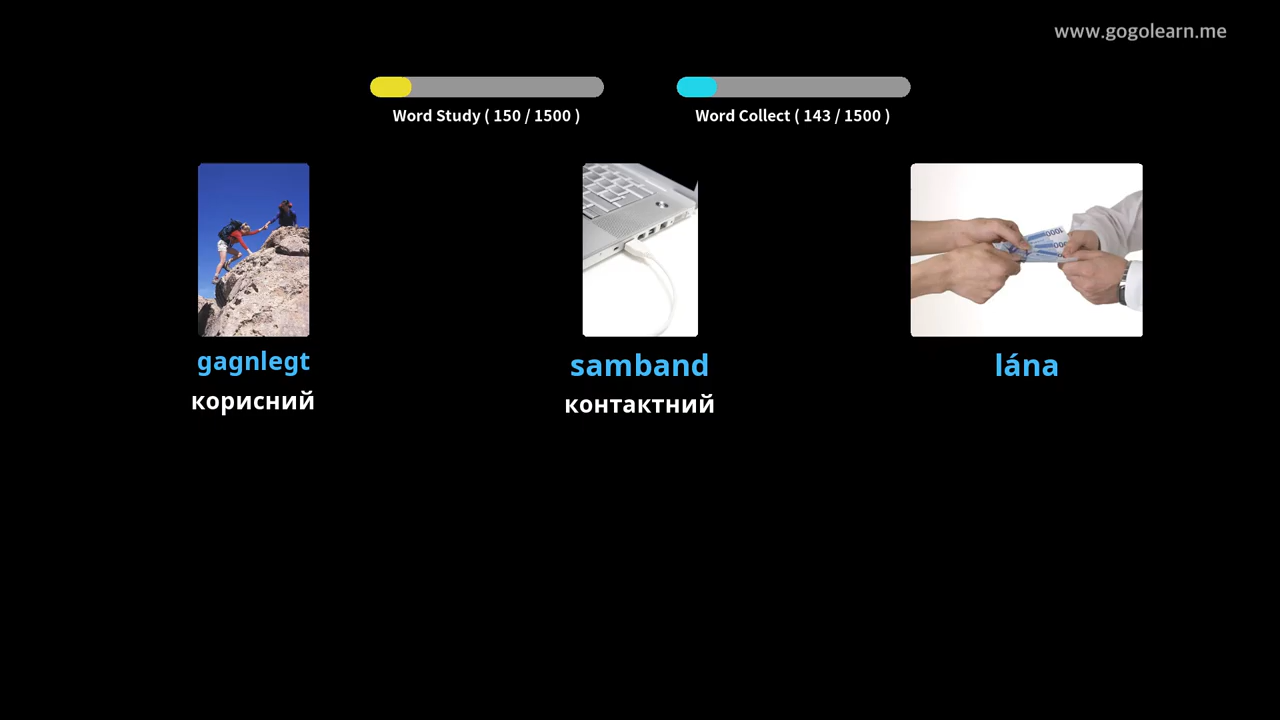 www.gogolearn.me
Word Study ( 150 / 1500 )
Word Collect ( 143 / 1500 )
gagnlegt
корисний
samband
контактний
lána